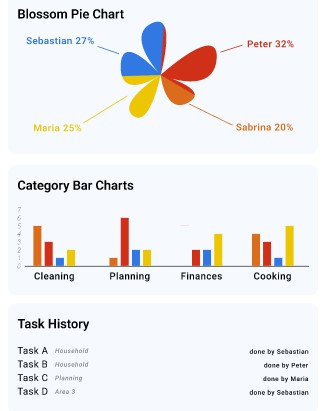 Blossom Pie Chart
Sebastian 27%
Peter 32%
Maria 25%
Sabrina 20%
Category Bar Charts
7
6
5
4
3
2
1
0
Cleaning Planning Finances Cooking
Task History
Task A Household done by Sebastian
Task B Household done by Peter
Task C Planning done by Maria
Task D Area 3 done by Sebastian